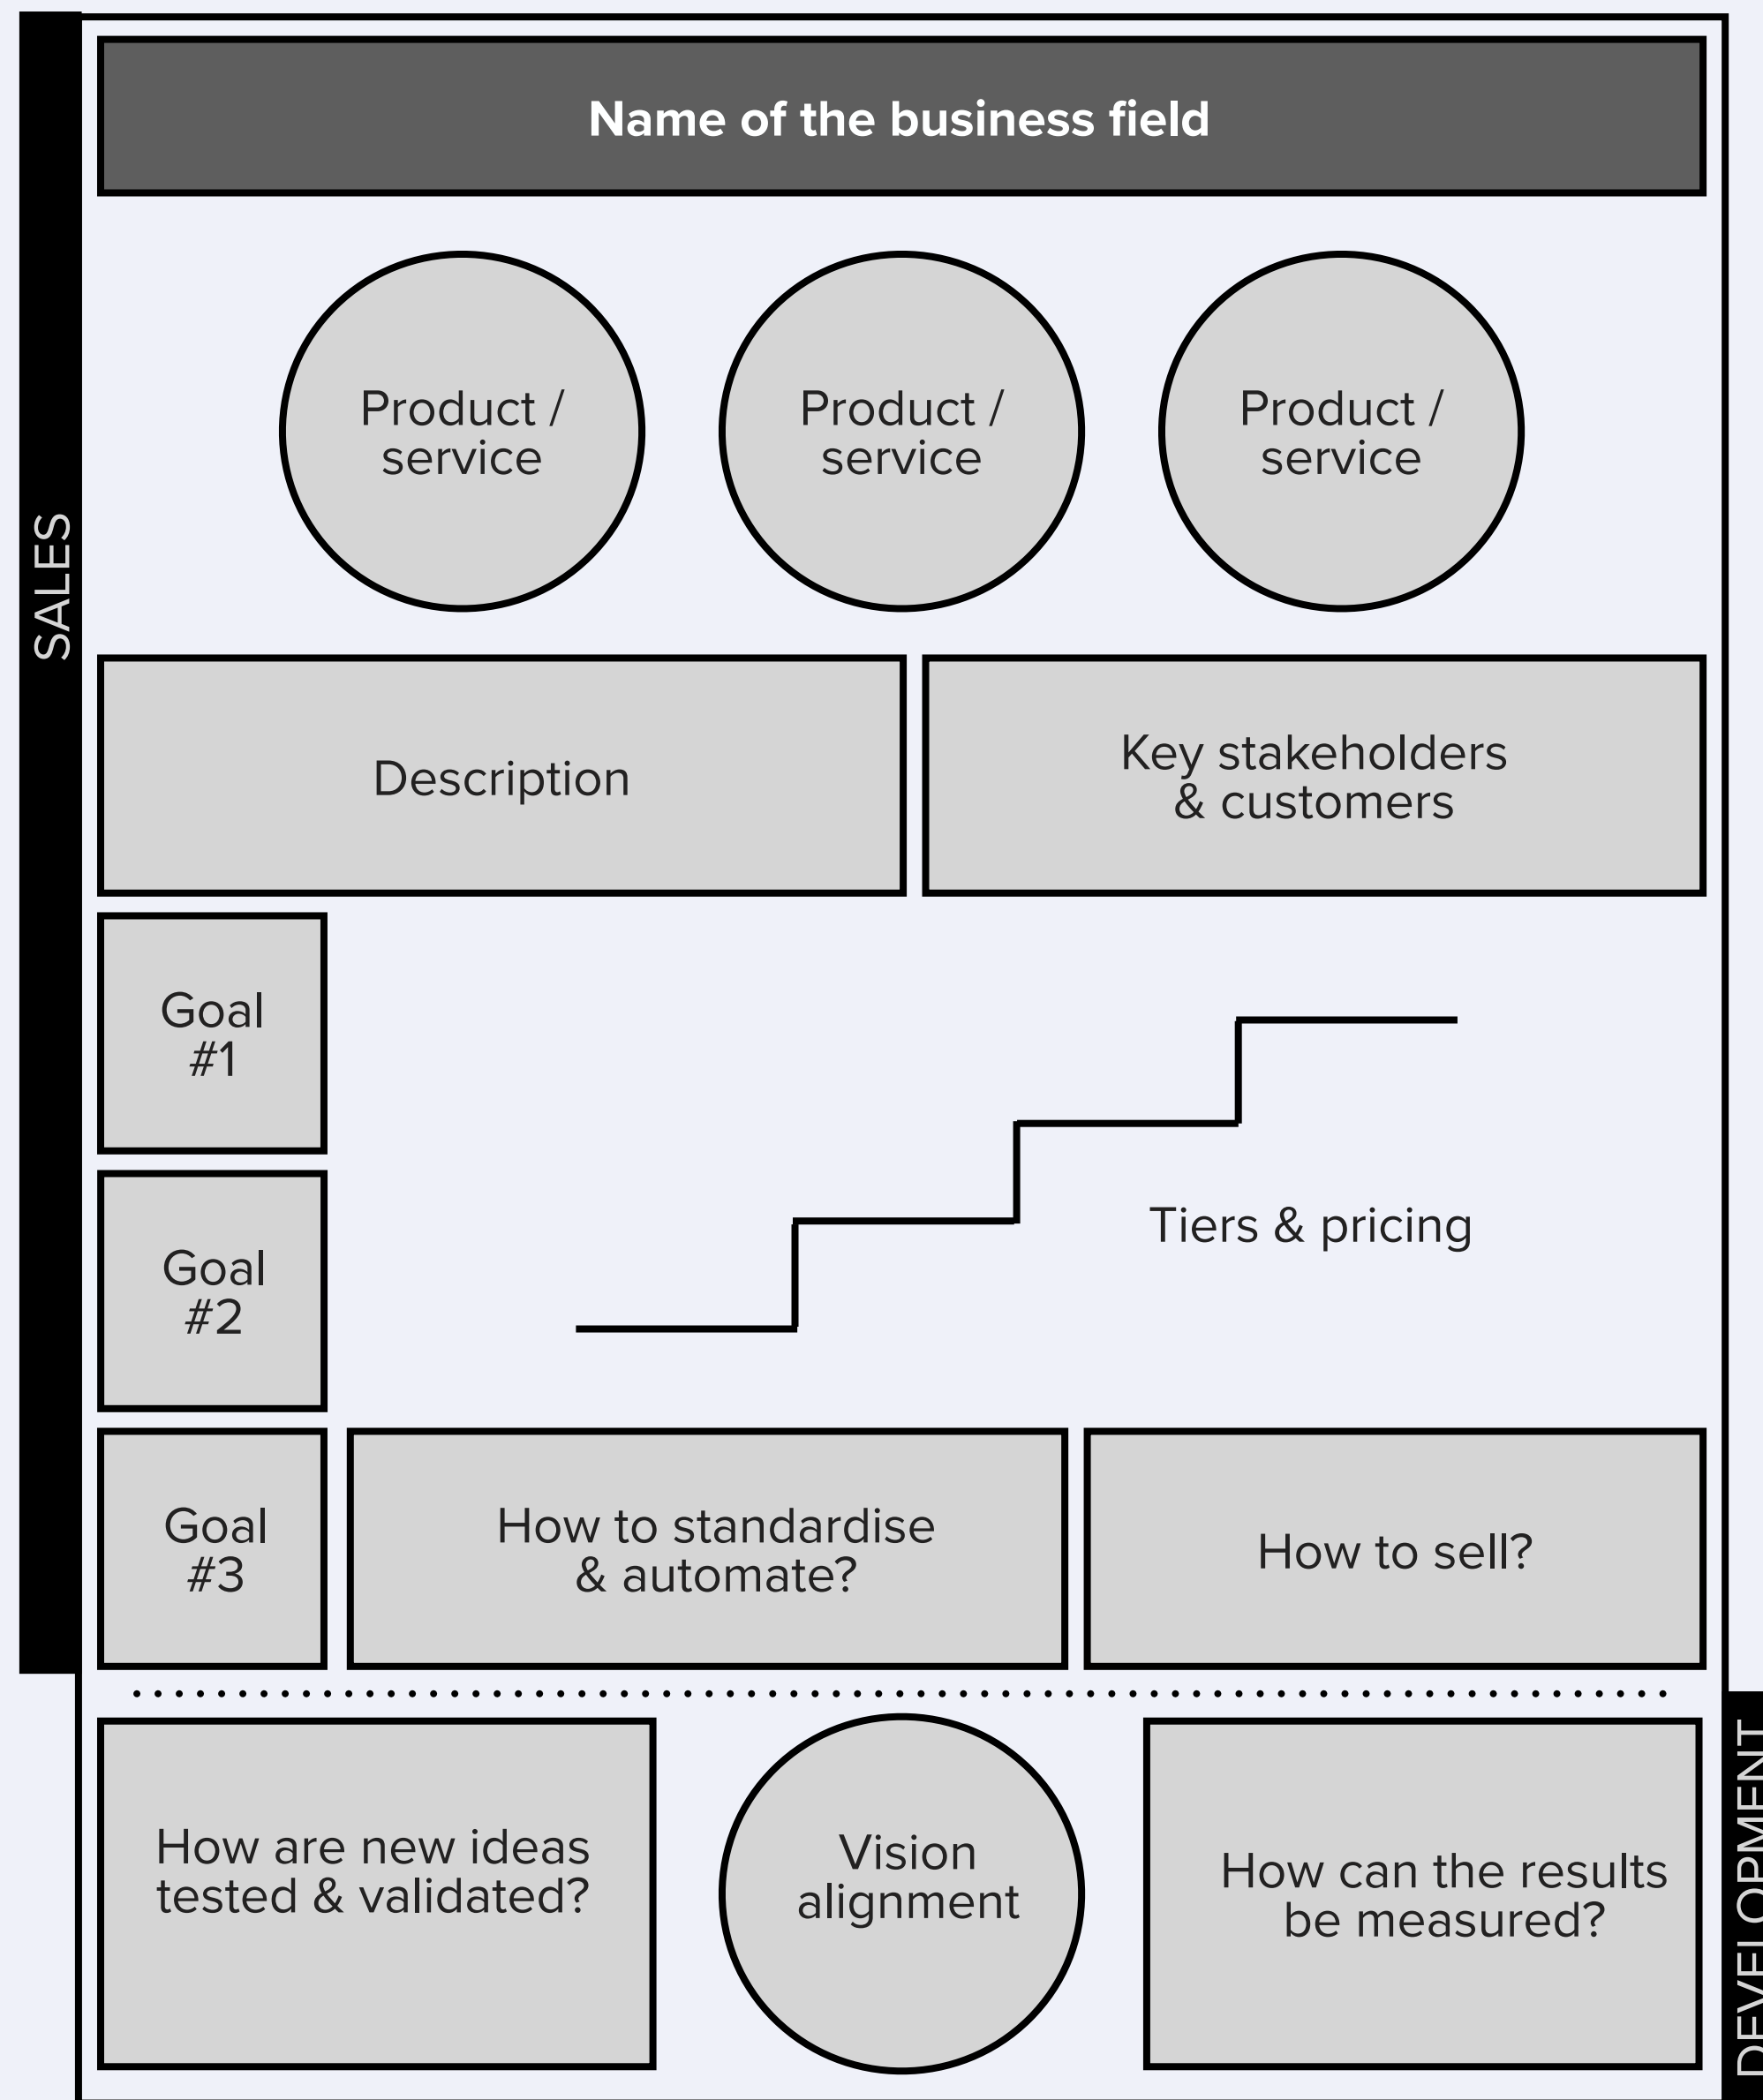 Name of the business field
SALES
Product /
service
Product /
service
Product /
service
Description
Key stakeholders
& customers
Goal
#1
Goal
#2
Tiers & pricing
Goal
#3
How to standardise
& automate?
How to sell?
How are new ideas
tested & validated?
Vision
alignment
How can the results
be measured?
DEVELOPMENT